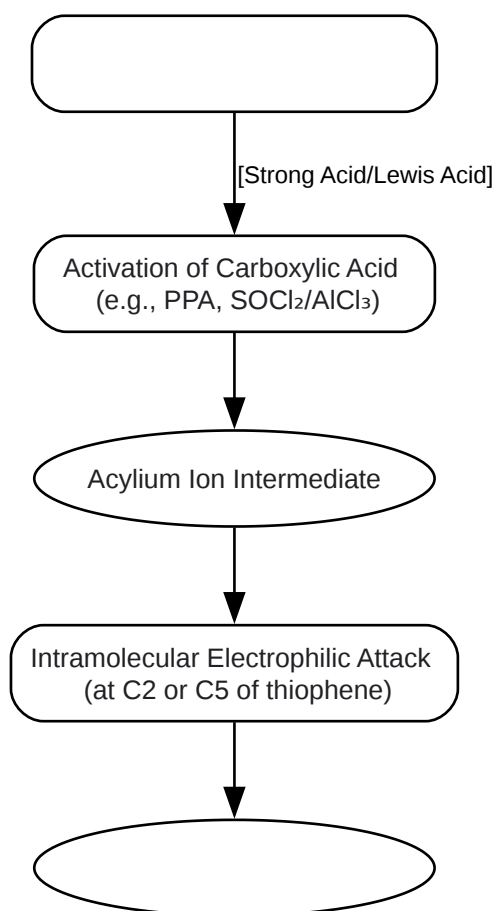 [Strong Acid/Lewis Acid]
Activation of Carboxylic Acid
(e.g., PPA, SOCl₂/AlCl₃)
Acylium Ion Intermediate
Intramolecular Electrophilic Attack
(at C2 or C5 of thiophene)